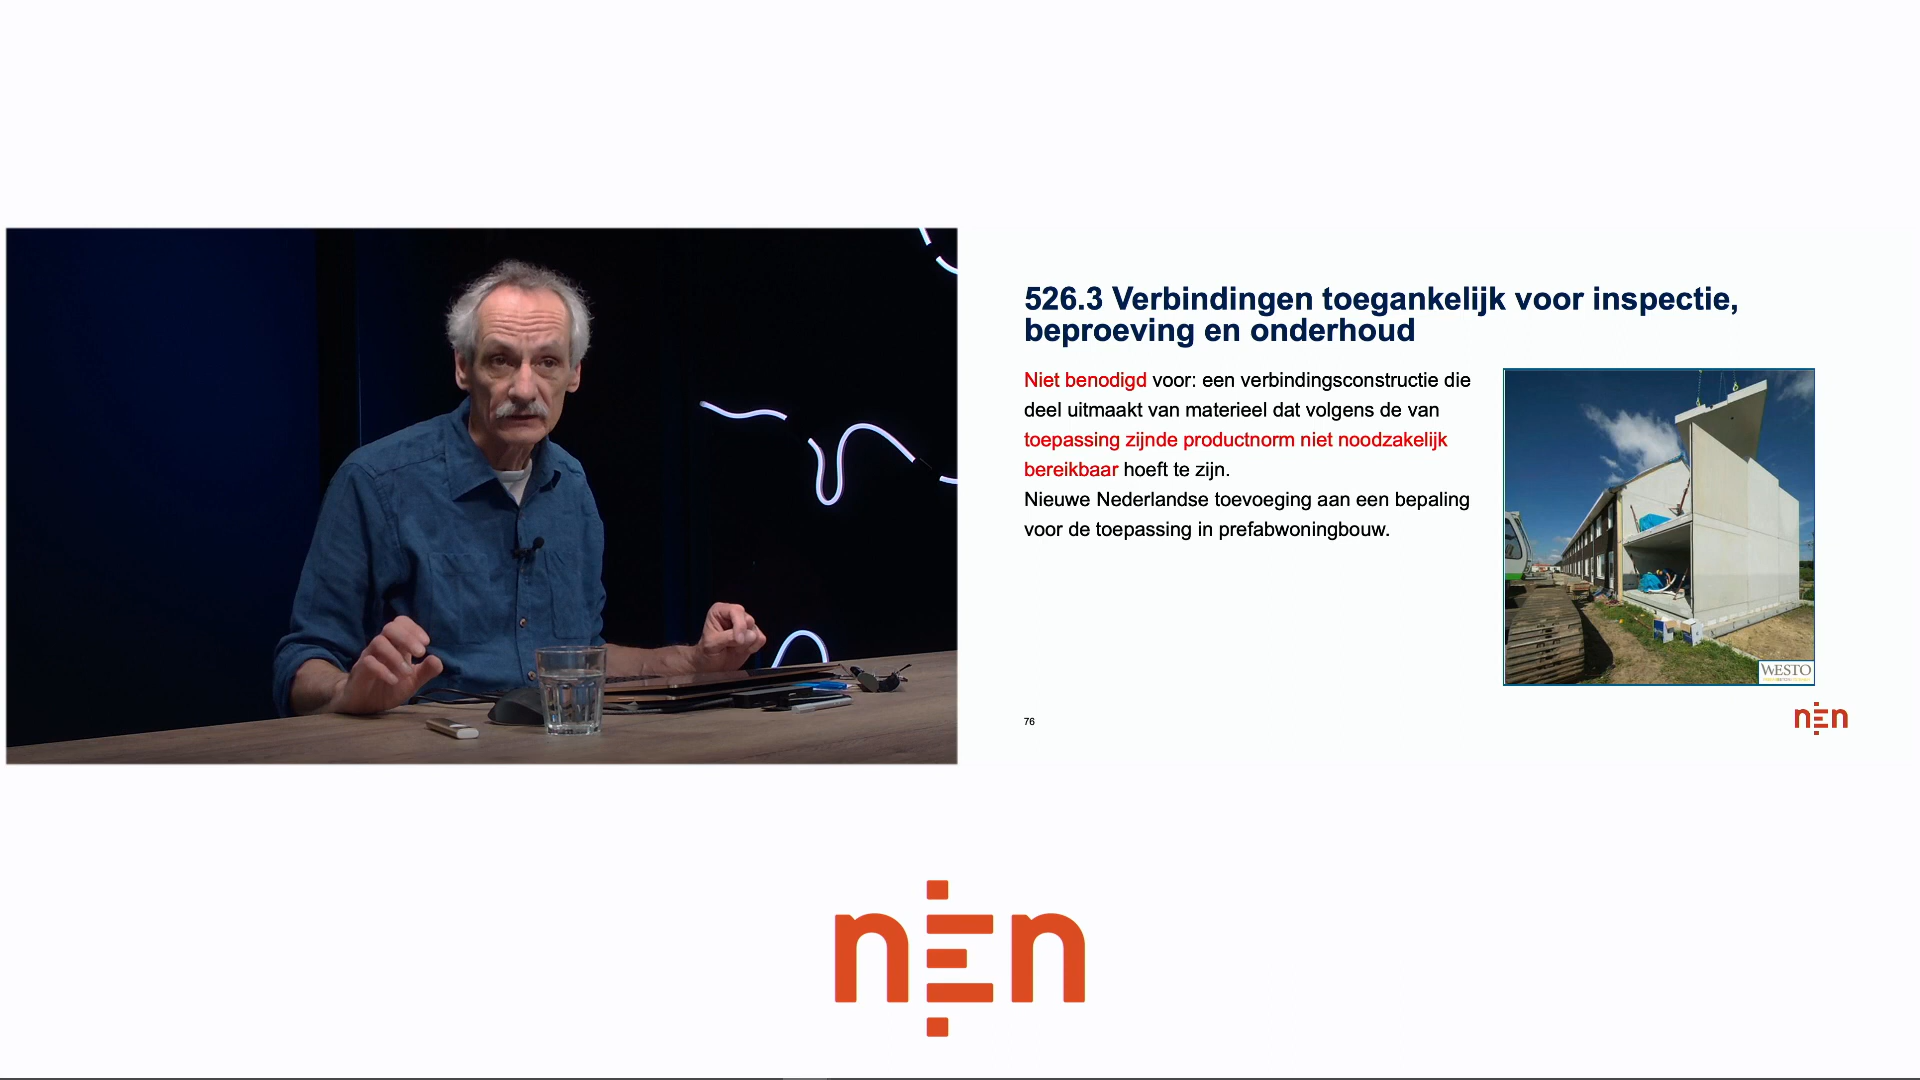 526.3 Verbindingen toegankelijk voor inspectie,
beproeving en onderhoud
Niet benodigd voor: een verbindingsconstructie die
deel uitmaakt van materieel dat volgens de van
toepassing zijnde productnorm niet noodzakelijk
bereikbaar hoeft te zijn.
Nieuwe Nederlandse toevoeging aan een bepaling
voor de toepassing in prefabwoningbouw.
WESTO
76
nen
nen